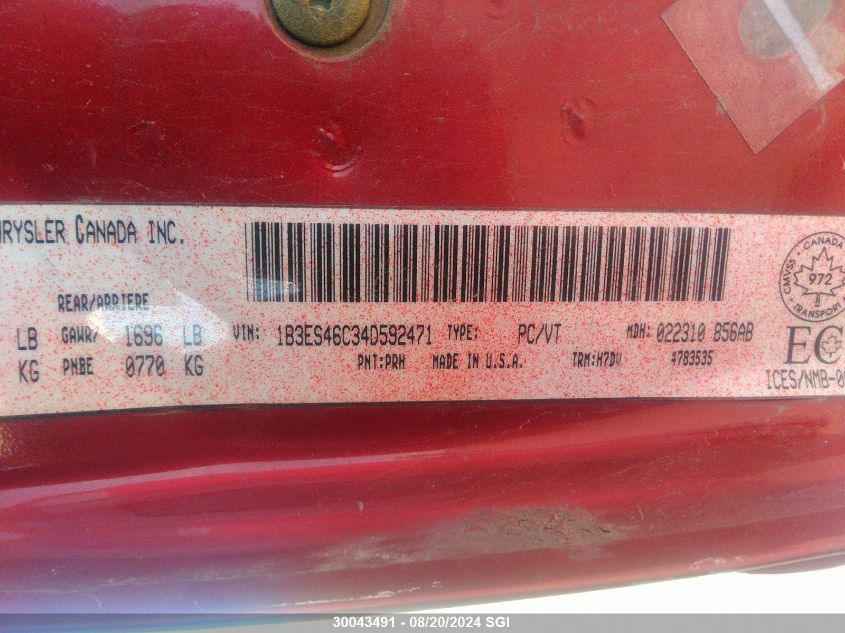 RYSLER CANADA INC.
REAR/ARRIERE
LB GAWR/ 1696 LB
KG PNBE 0770 KG
VIN: 1B3ES46C34D592471 TYPE: PC/VT MDH: 022310 856AB
PNT:PRH MADE IN U.S.A. TRM:H7DV 4783535
CANADA
CMVSS 972
TRANSPORT
EC
ICES/NMB-0
30043491 - 08/20/2024 SGI